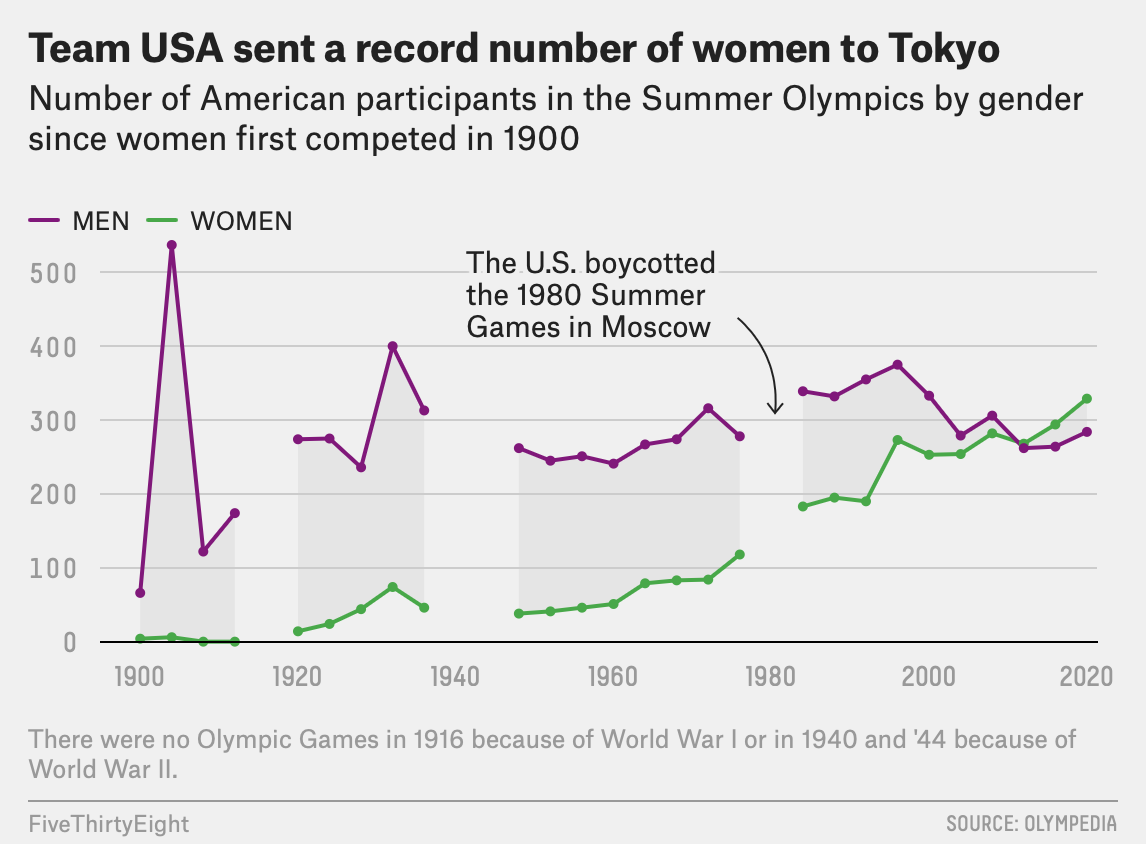 Team USA sent a record number of women to Tokyo
Number of American participants in the Summer Olympics by gender
since women first competed in 1900
MEN WOMEN
The U.S. boycotted
the 1980 Summer
Games in Moscow
500
400
300
200
100
0
1900 1920 1940 1960 1980 2000 2020
There were no Olympic Games in 1916 because of World War I or in 1940 and '44 because of
World War II.
FiveThirtyEight SOURCE: OLYMPEDIA